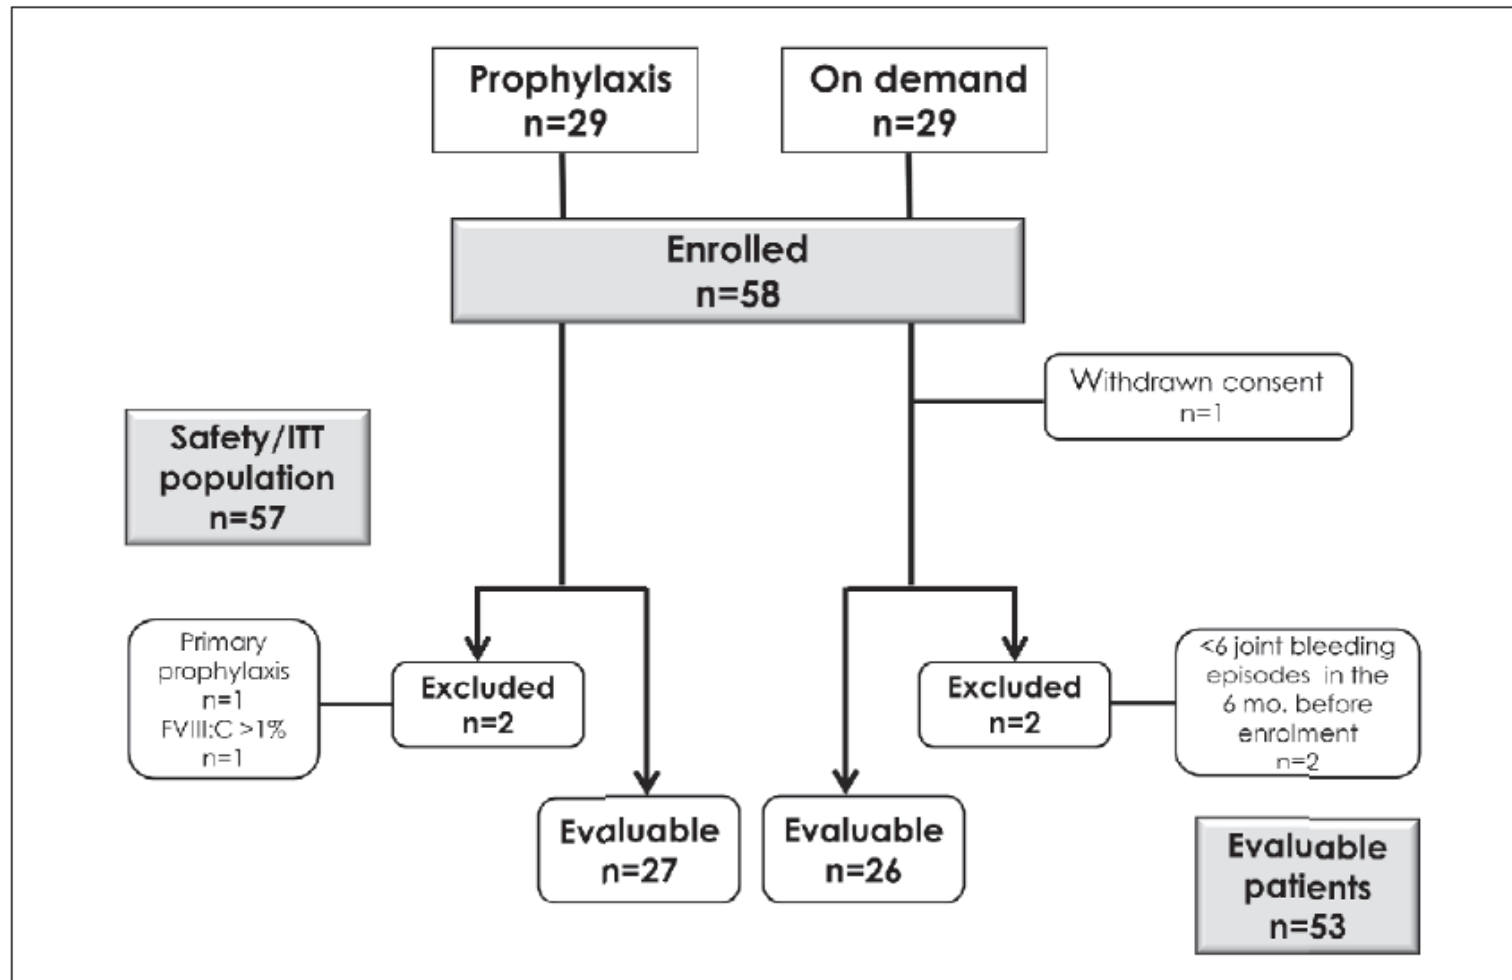 Prophylaxis
n=29
On demand
n=29
Enrolled
n=58
Withdrawn consent
n=1
Safety/ITT
population
n=57
Primary
prophylaxis
n=1
FVIII:C >1%
n=1
Excluded
n=2
Excluded
n=2
<6 joint bleeding
episodes in the
6 mo. before
enrolment
n=2
Evaluable
n=27
Evaluable
n=26
Evaluable
patients
n=53